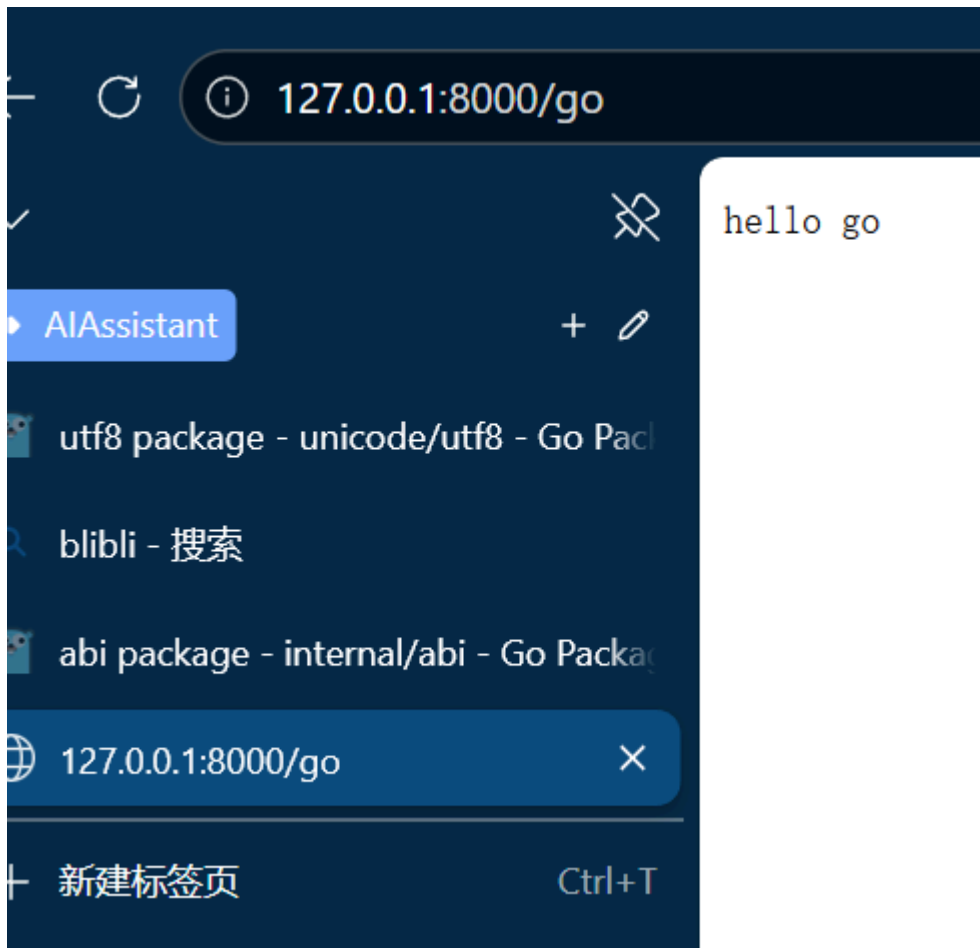 127.0.0.1:8000/go
hello go
AIAssistant
utf8 package - unicode/utf8 - Go Pac
blibli - 搜索
abi package - internal/abi - Go Packag
127.0.0.1:8000/go
新建标签页 Ctrl+T